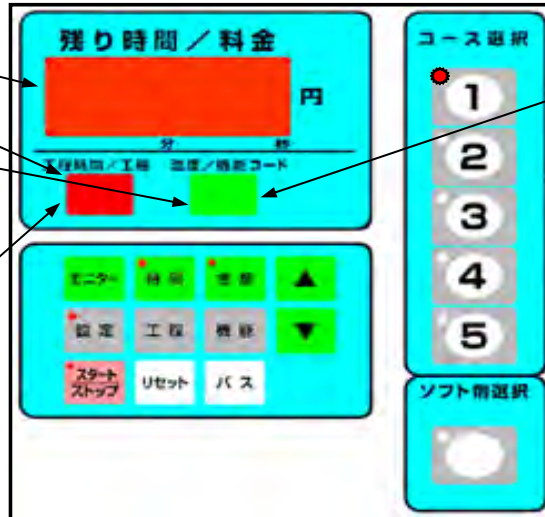 残り時間／料金
円
分 秒
工程時間／工程 温度／機能コード
モニター 時間 温度 ▲
設定 工程 機能 ▼
スタート
ストップ
リセット パス
コース選択
1
2
3
4
5
ソフト剤選択